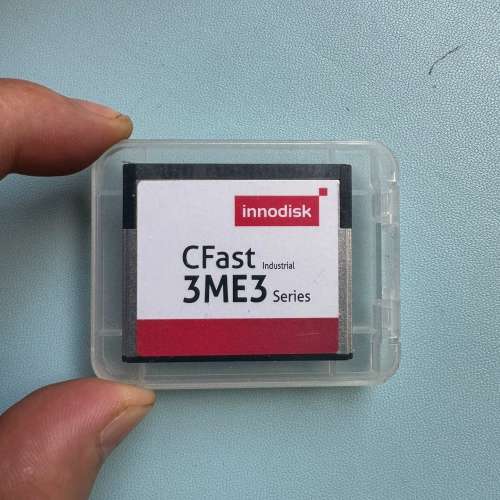 innodisk
CFast Industrial
3ME3 Series